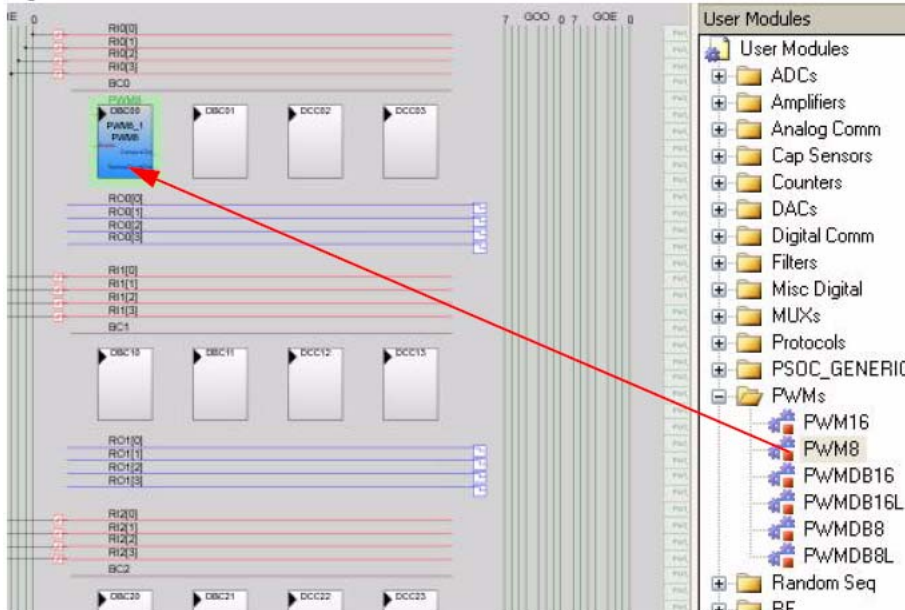 E 0
7 GOO 0 7 GOE 0
RI0[0]
RI0[1]
RI0[2]
RI0[3]
BC0
PWM8
DBC00
PWM8_1
PWM8
DBC01
DCC02
DCC03
RO0[0]
RO0[1]
RO0[2]
RO0[3]
RI1[0]
RI1[1]
RI1[2]
RI1[3]
BC1
DBC10
DBC11
DCC12
DCC13
RO1[0]
RO1[1]
RO1[2]
RO1[3]
RI2[0]
RI2[1]
RI2[2]
RI2[3]
BC2
DBC20
DBC21
DCC22
DCC23
User Modules
User Modules
ADCs
Amplifiers
Analog Comm
Cap Sensors
Counters
DACs
Digital Comm
Filters
Misc Digital
MUXs
Protocols
PSOC_GENERIC
PWMs
PWM16
PWM8
PWMDB16
PWMDB16L
PWMDB8
PWMDB8L
Random Seq